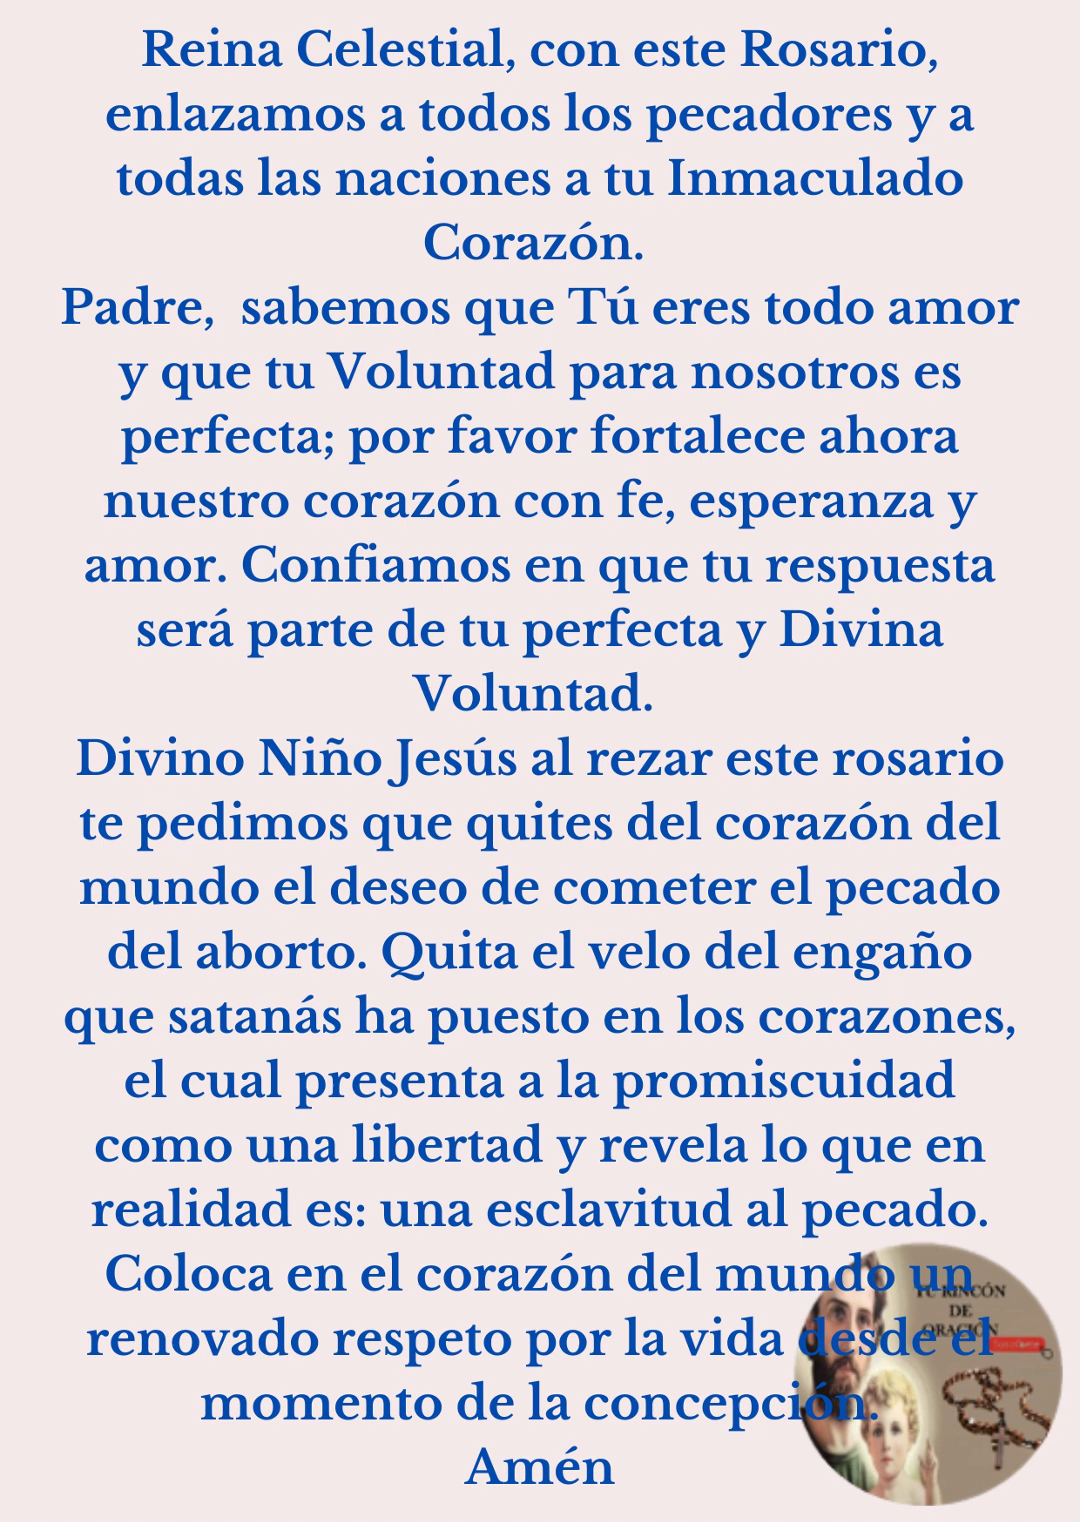 Reina Celestial, con este Rosario,
enlazamos a todos los pecadores y a
todas las naciones a tu Inmaculado
Corazón.
Padre, sabemos que Tú eres todo amor
y que tu Voluntad para nosotros es
perfecta; por favor fortalece ahora
nuestro corazón con fe, esperanza y
amor. Confiamos en que tu respuesta
será parte de tu perfecta y Divina
Voluntad.
Divino Niño Jesús al rezar este rosario
te pedimos que quites del corazón del
mundo el deseo de cometer el pecado
del aborto. Quita el velo del engaño
que satanás ha puesto en los corazones,
el cual presenta a la promiscuidad
como una libertad y revela lo que en
realidad es: una esclavitud al pecado.
Coloca en el corazón del mundo un
renovado respeto por la vida desde el
momento de la concepción.
Amén
TU RINCÓN
DE
ORACIÓN